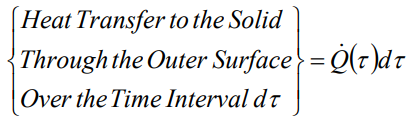 Heat Transfer to the Solid
Through the Outer Surface
Over the Time Interval dτ
= Q̇(τ)dτ